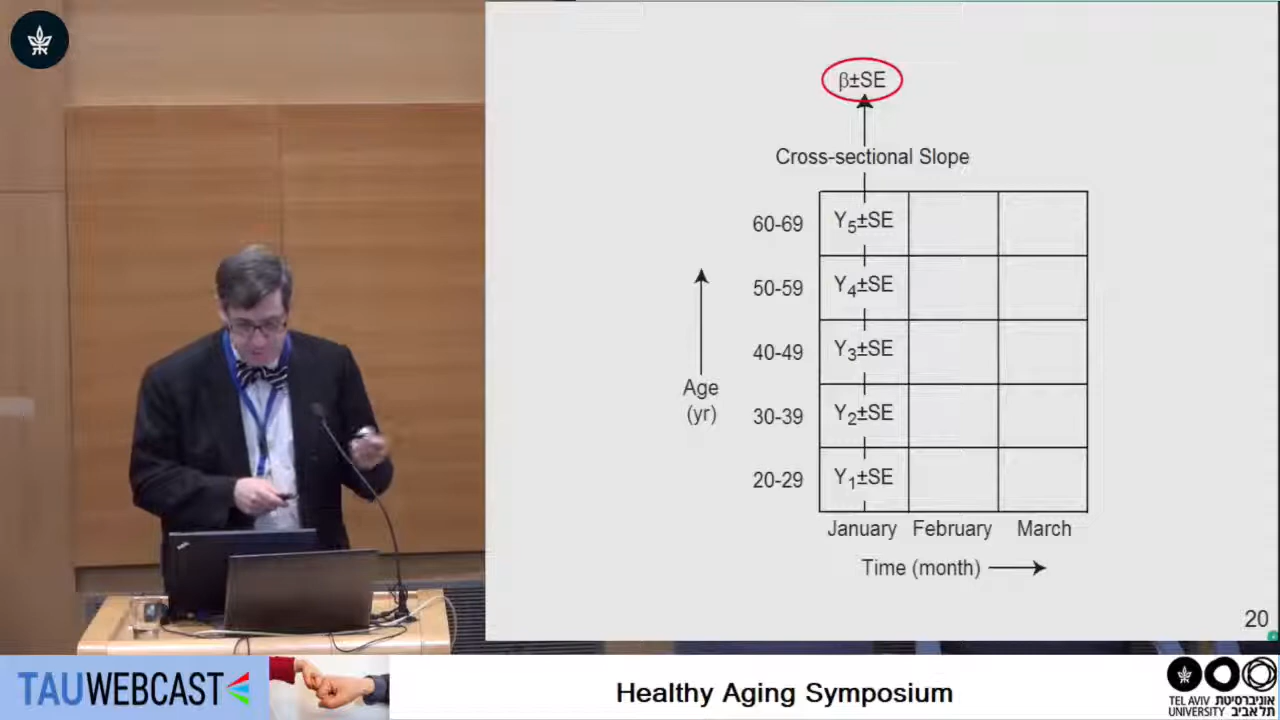 β±SE
Cross-sectional Slope
60-69 Y5±SE
50-59 Y4±SE
40-49 Y3±SE
Age
(yr)
30-39 Y2±SE
20-29 Y1±SE
January February March
Time (month)
20
TAUWEBCAST
Healthy Aging Symposium
TEL AVIV אוניברסיטת
UNIVERSITY תל אביב